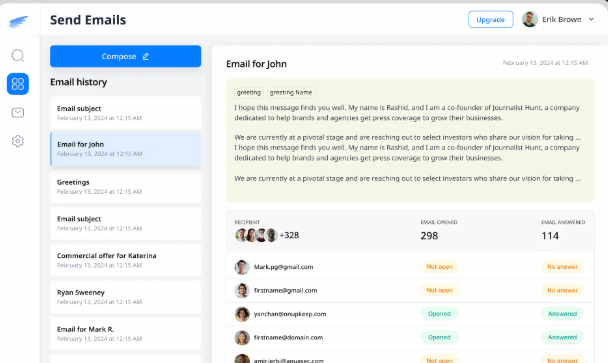 Send Emails
Upgrade
Erik Brown
Compose
Email history
Email subject
February 13, 2024 at 12:15 AM
Email for John
February 13, 2024 at 12:15 AM
Greetings
February 13, 2024 at 12:15 AM
Email subject
February 13, 2024 at 12:15 AM
Commercial offer for Katerina
February 13, 2024 at 12:15 AM
Ryan Sweeney
February 13, 2024 at 12:15 AM
Email for Mark R.
February 13, 2024 at 12:15 AM
Email for John
February 13, 2024 at 12:15 AM
greeting
greeting Name
I hope this message finds you well. My name is Rashid, and I am a co-founder of Journalist Hunt, a company
dedicated to help brands and agencies get press coverage to grow their businesses.
We are currently at a pivotal stage and are reaching out to select investors who share our vision for taking ...
I hope this message finds you well. My name is Rashid, and I am a co-founder of Journalist Hunt, a company
dedicated to help brands and agencies get press coverage to grow their businesses.
We are currently at a pivotal stage and are reaching out to select investors who share our vision for taking ...
RECIPIENT
EMAIL OPENED
EMAIL ANSWERED
+328
298
114
Mark.pg@gmail.com
Not open
No answer
firstname@gmail.com
Not open
No answer
yanchan@onupkeep.com
Opened
Answered
firstname@domain.com
Opened
Answered
amir.jerbi@aquasec.com
Not open
No answer